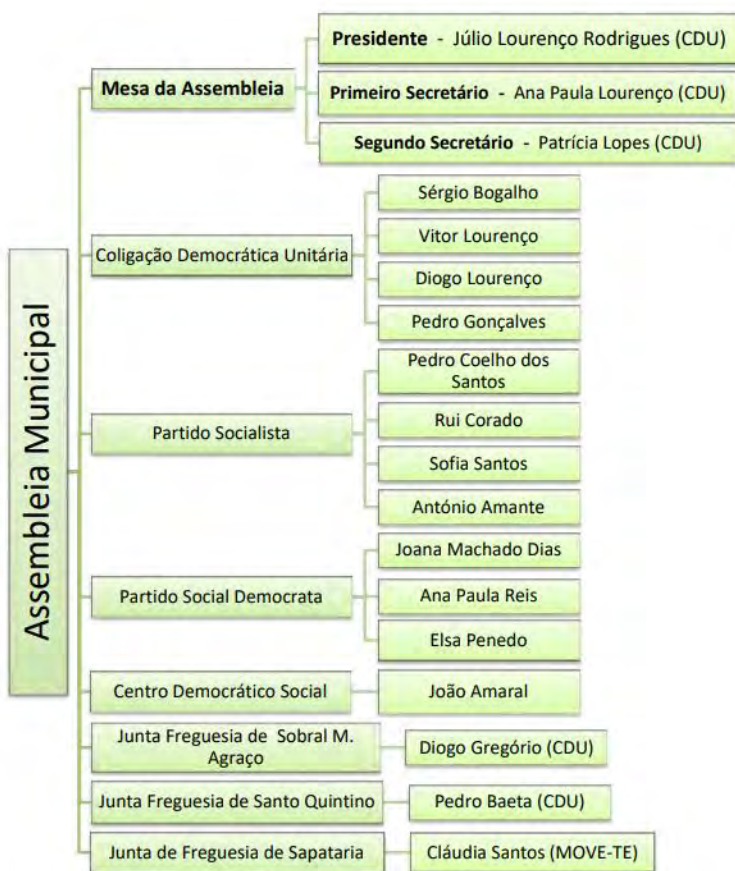 Assembleia Municipal
Mesa da Assembleia
Presidente - Júlio Lourenço Rodrigues (CDU)
Primeiro Secretário - Ana Paula Lourenço (CDU)
Segundo Secretário - Patrícia Lopes (CDU)
Coligação Democrática Unitária
Sérgio Bogalho
Vitor Lourenço
Diogo Lourenço
Pedro Gonçalves
Partido Socialista
Pedro Coelho dos
Santos
Rui Corado
Sofia Santos
António Amante
Partido Social Democrata
Joana Machado Dias
Ana Paula Reis
Elsa Penedo
Centro Democrático Social
João Amaral
Junta Freguesia de Sobral M.
Agraço
Diogo Gregório (CDU)
Junta Freguesia de Santo Quintino
Pedro Baeta (CDU)
Junta de Freguesia de Sapataria
Cláudia Santos (MOVE-TE)